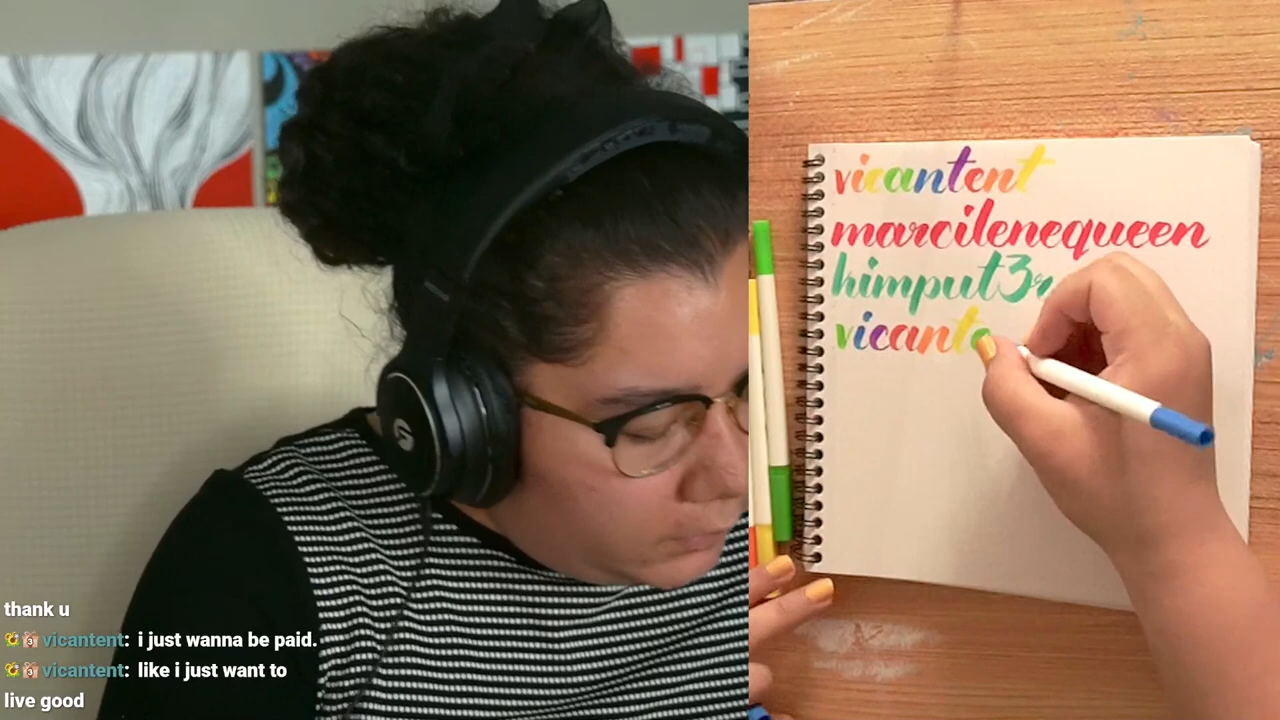 thank u
vicantent: i just wanna be paid.
vicantent: like i just want to
live good
vicantent
marcilenequeen
himput3r
vicante